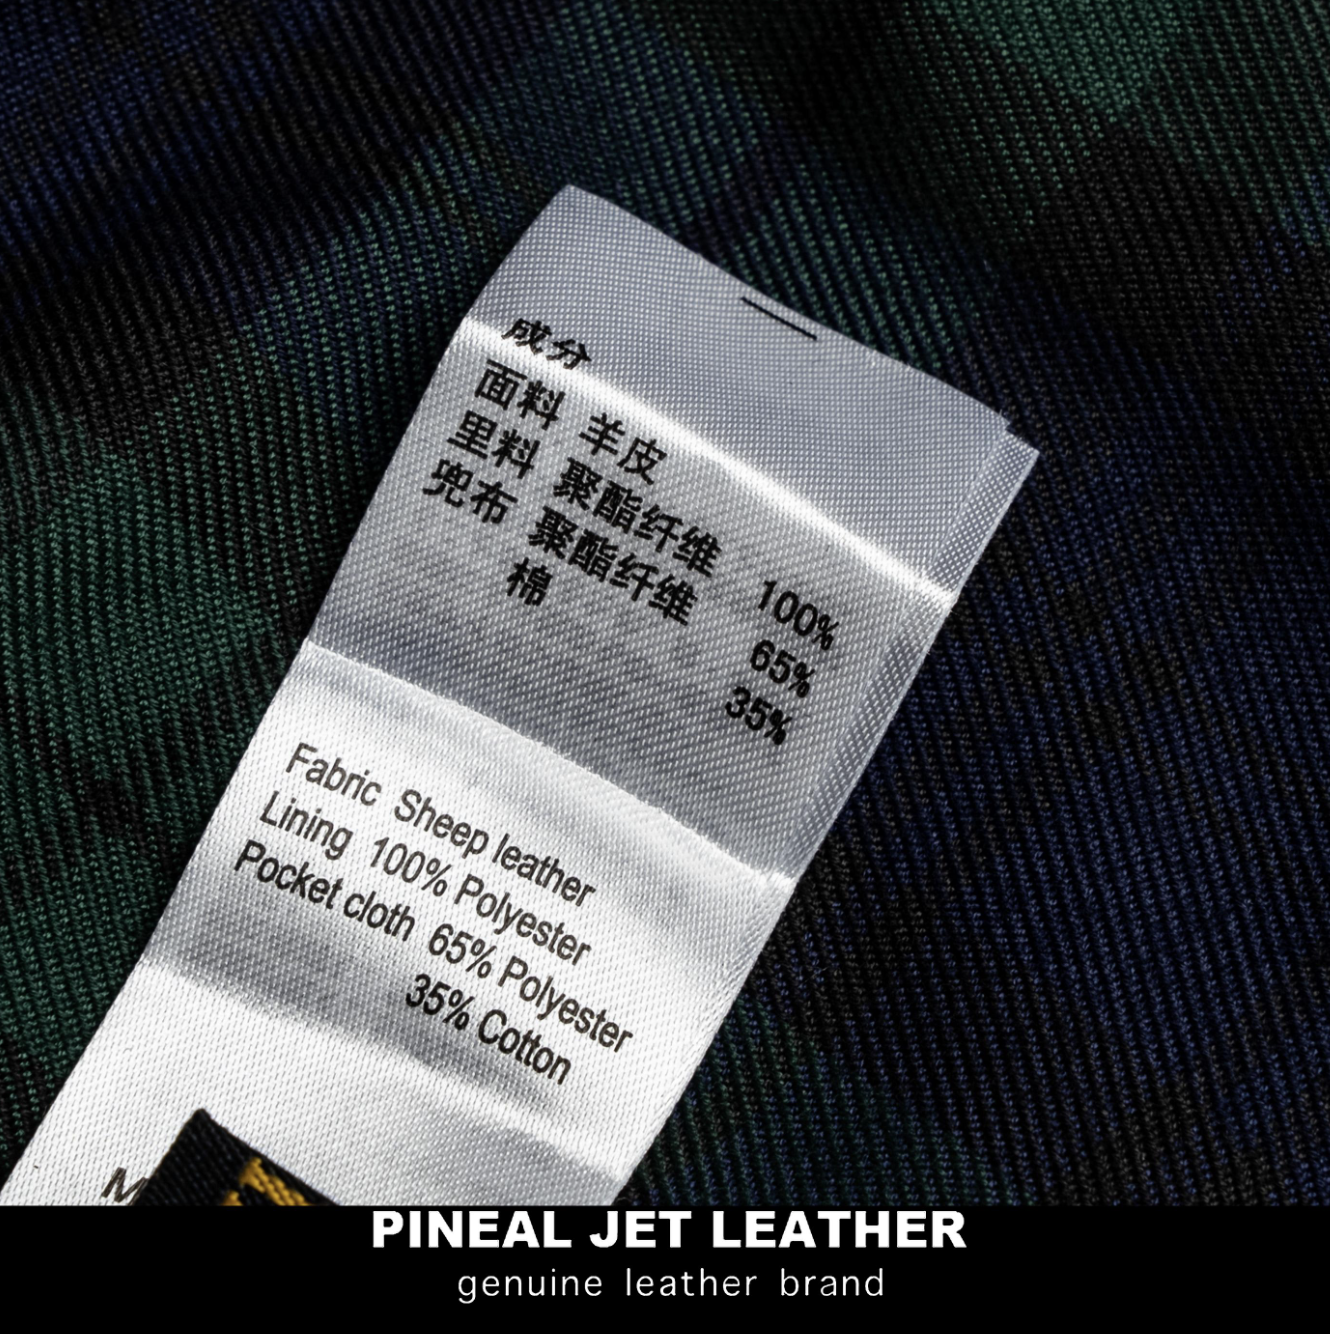 成分
面料 羊皮
里料 聚酯纤维 100%
兜布 聚酯纤维 65%
棉 35%
Fabric Sheep leather
Lining 100% Polyester
Pocket cloth 65% Polyester
35% Cotton
PINEAL JET LEATHER
genuine leather brand